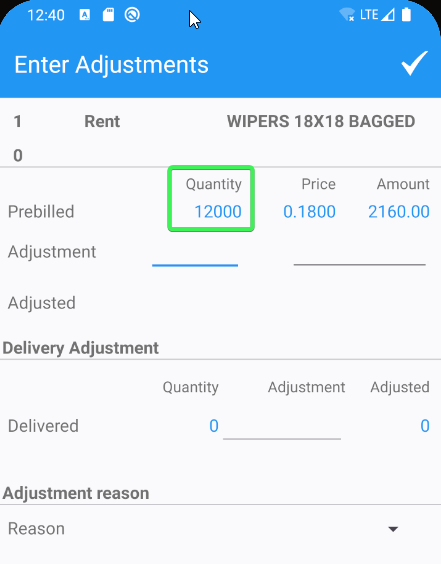 12:40 A LTE
Enter Adjustments
1 Rent WIPERS 18X18 BAGGED
0
Quantity Price Amount
Prebilled 12000 0.1800 2160.00
Adjustment
Adjusted
Delivery Adjustment
Quantity Adjustment Adjusted
Delivered 0 0
Adjustment reason
Reason